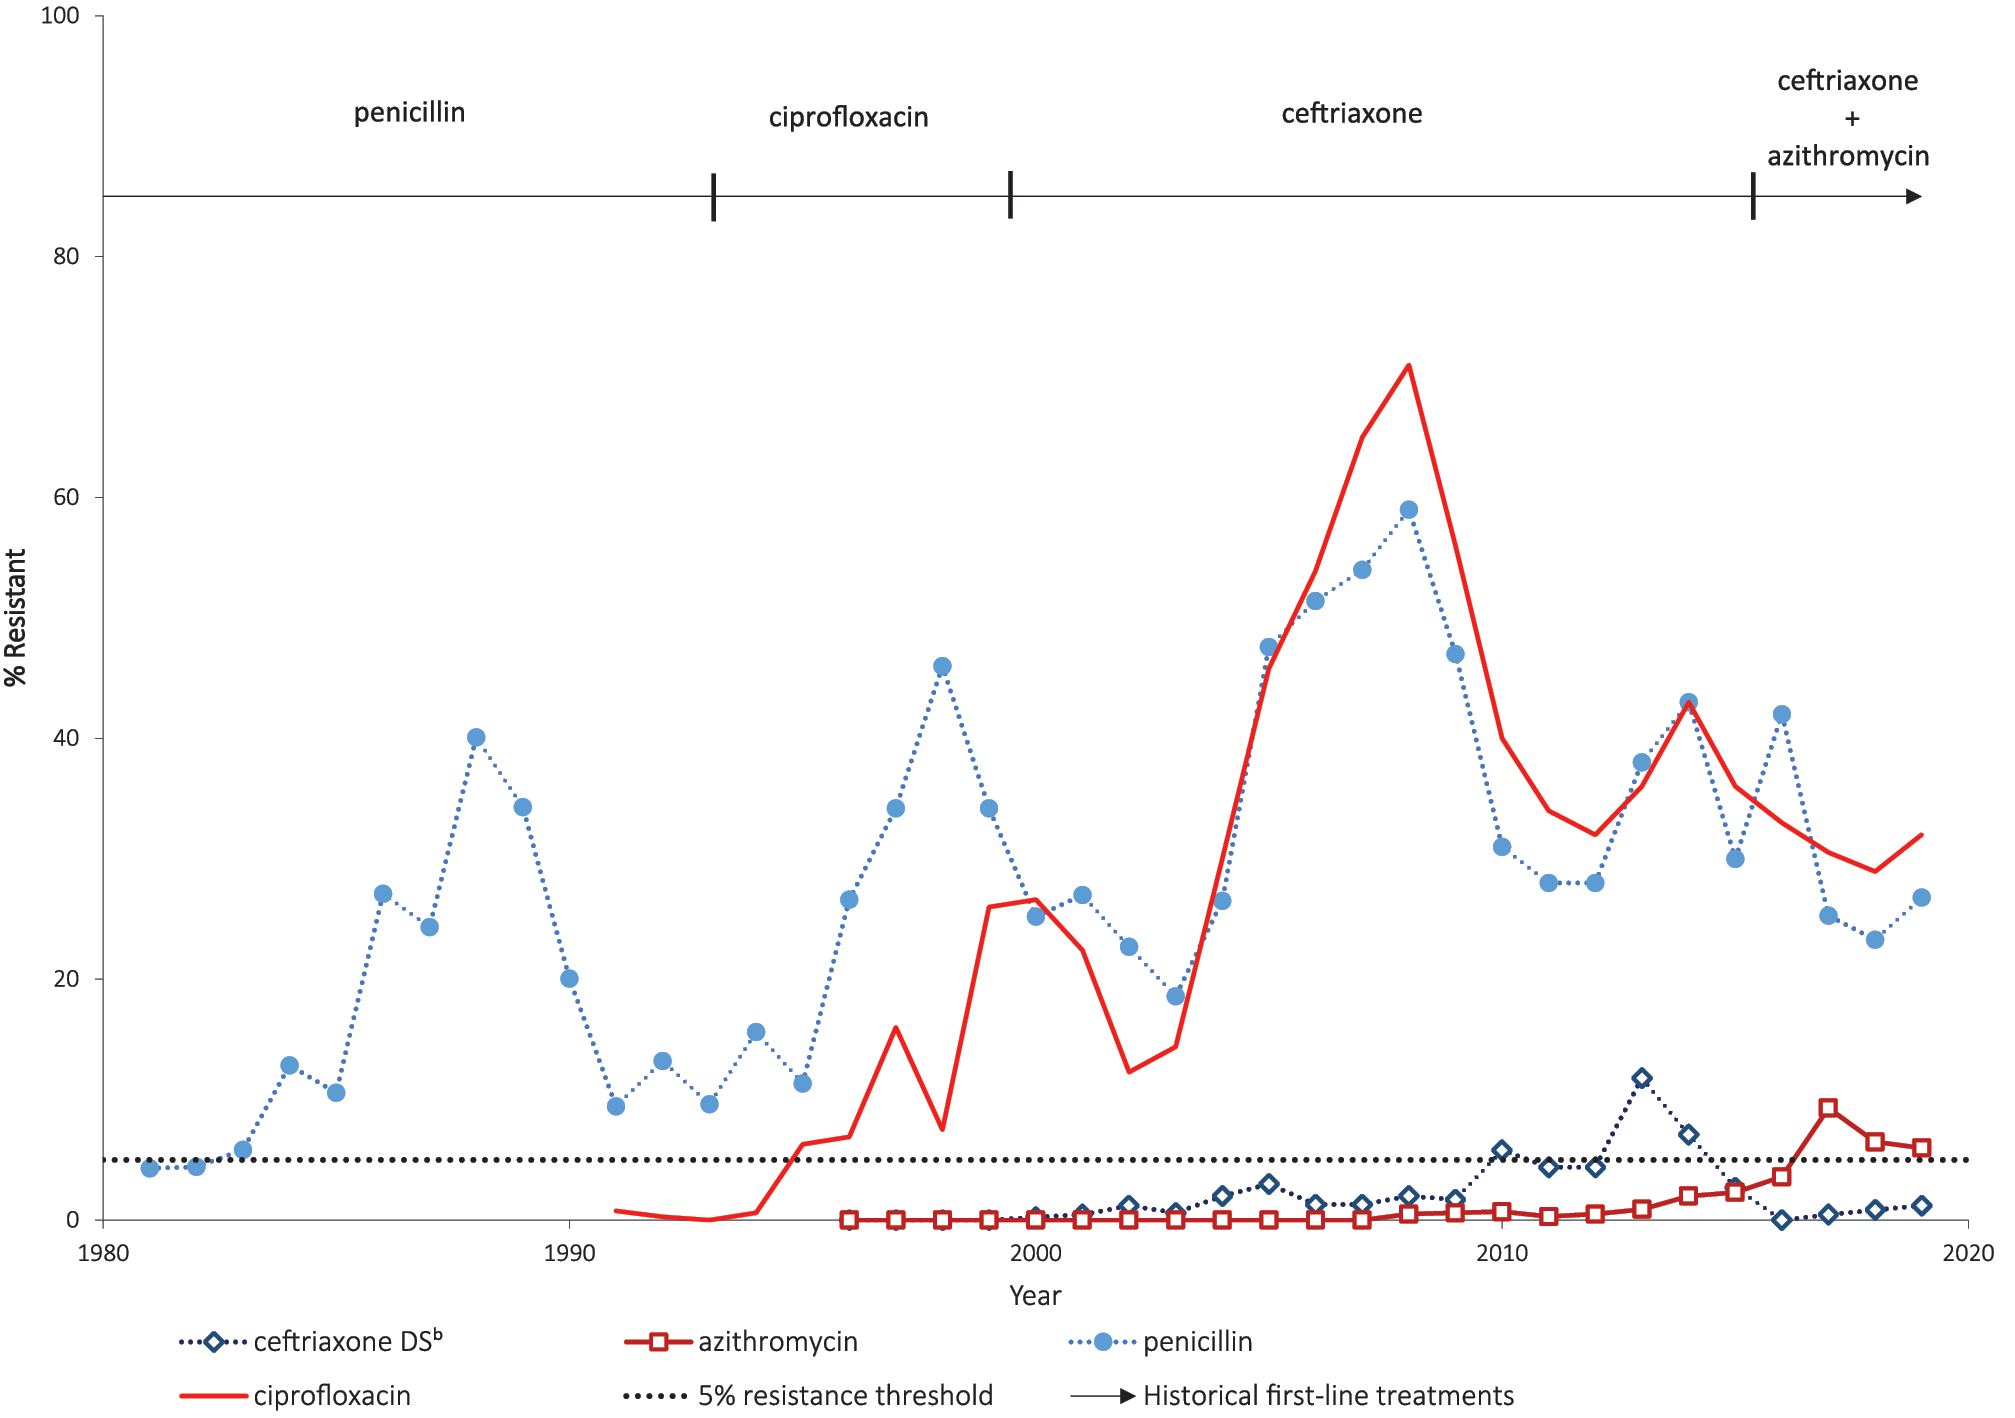 100
ceftriaxone
penicillin
ciprofloxacin
ceftriaxone
+
azithromycin
80
60
% Resistant
40
20
0
1980
1990
2000
2010
2020
Year
ceftriaxone DSᵇ
azithromycin
penicillin
ciprofloxacin
5% resistance threshold
Historical first-line treatments